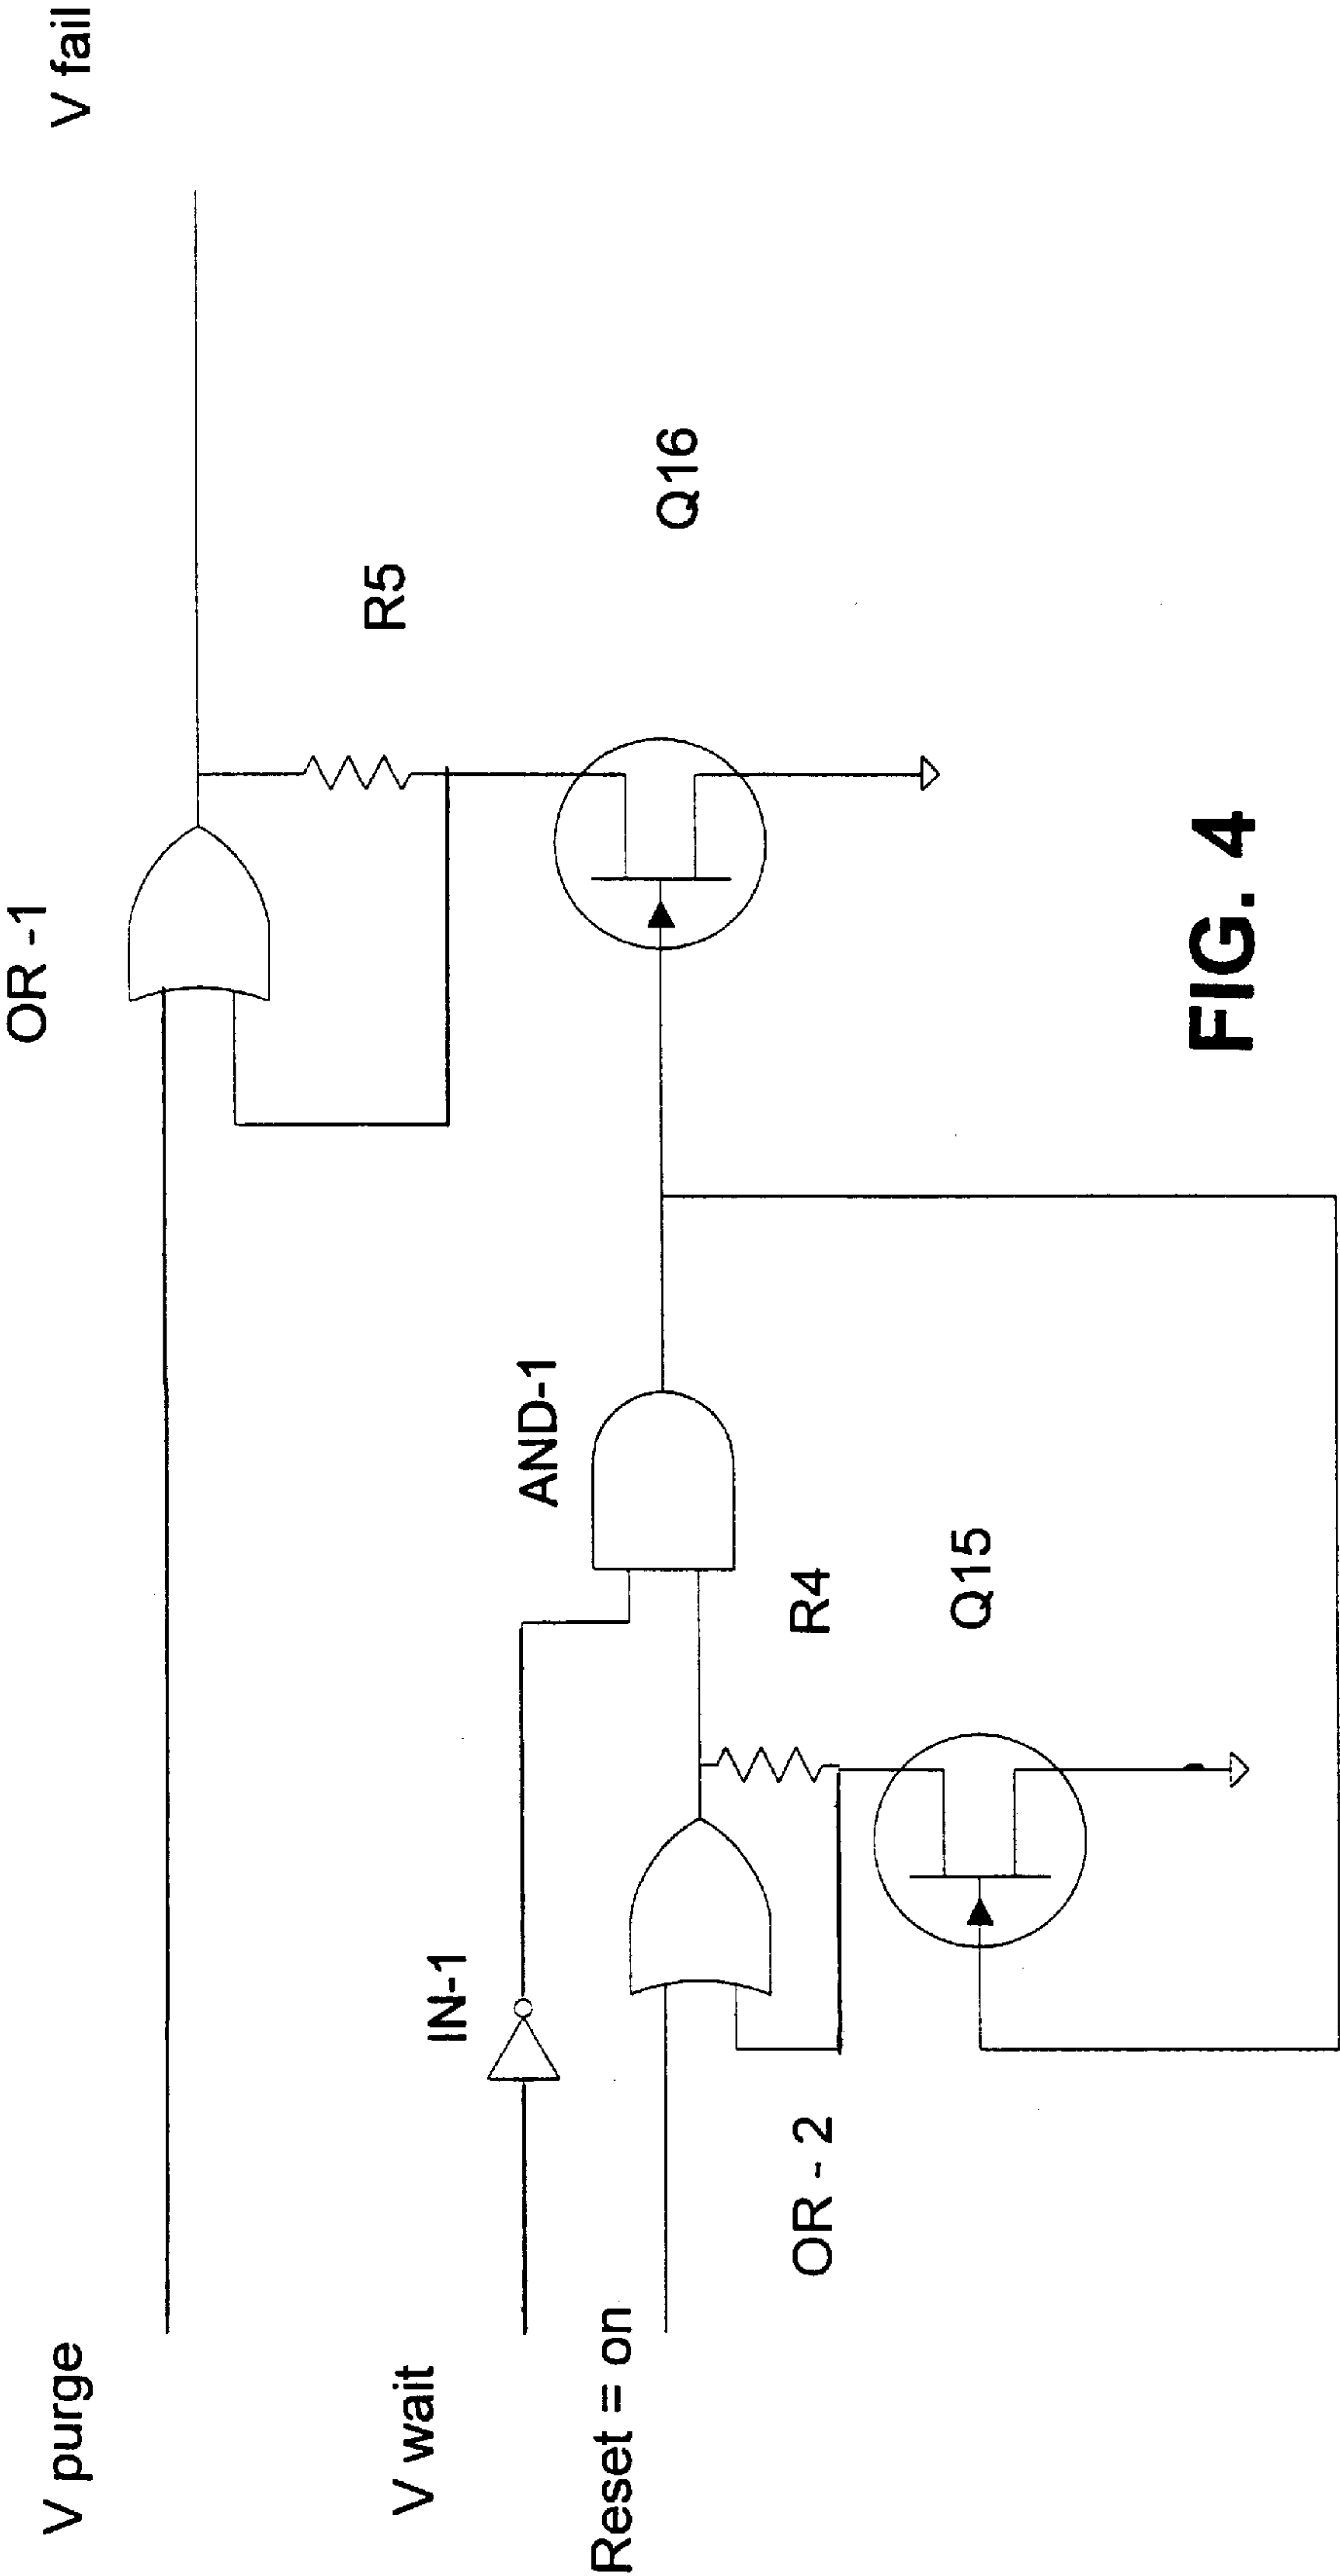 V purge
OR -1
V fail
R5
Q16
V wait
IN-1
AND-1
Reset = on
OR - 2
R4
Q15
FIG. 4